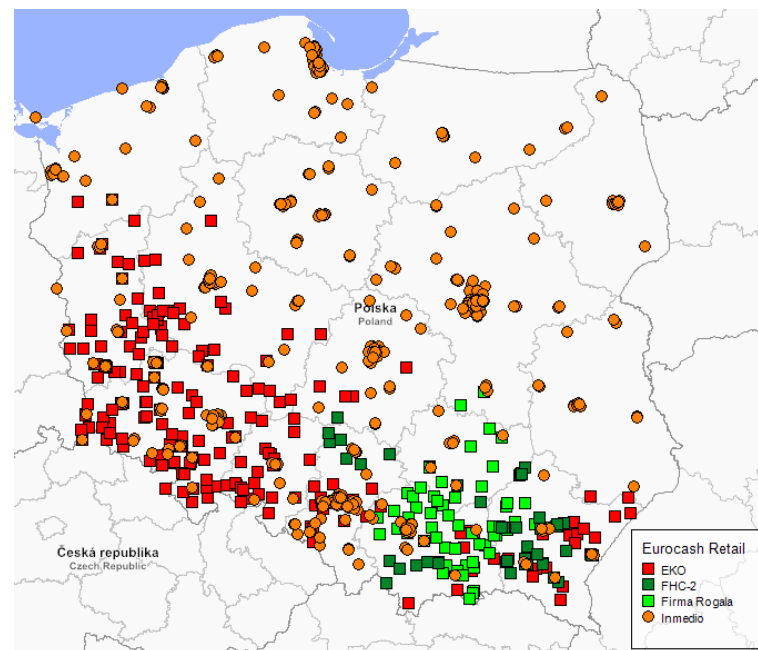 Polska
Poland
Česká republika
Czech Republic
Eurocash Retail
EKO
FHC-2
Firma Rogala
Inmedio